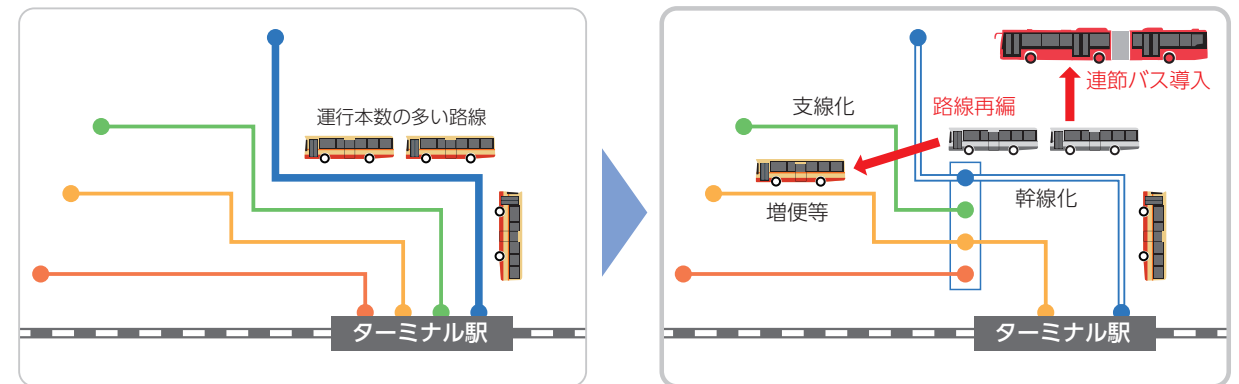 運行本数の多い路線
ターミナル駅
連節バス導入
支線化
路線再編
増便等
幹線化
ターミナル駅